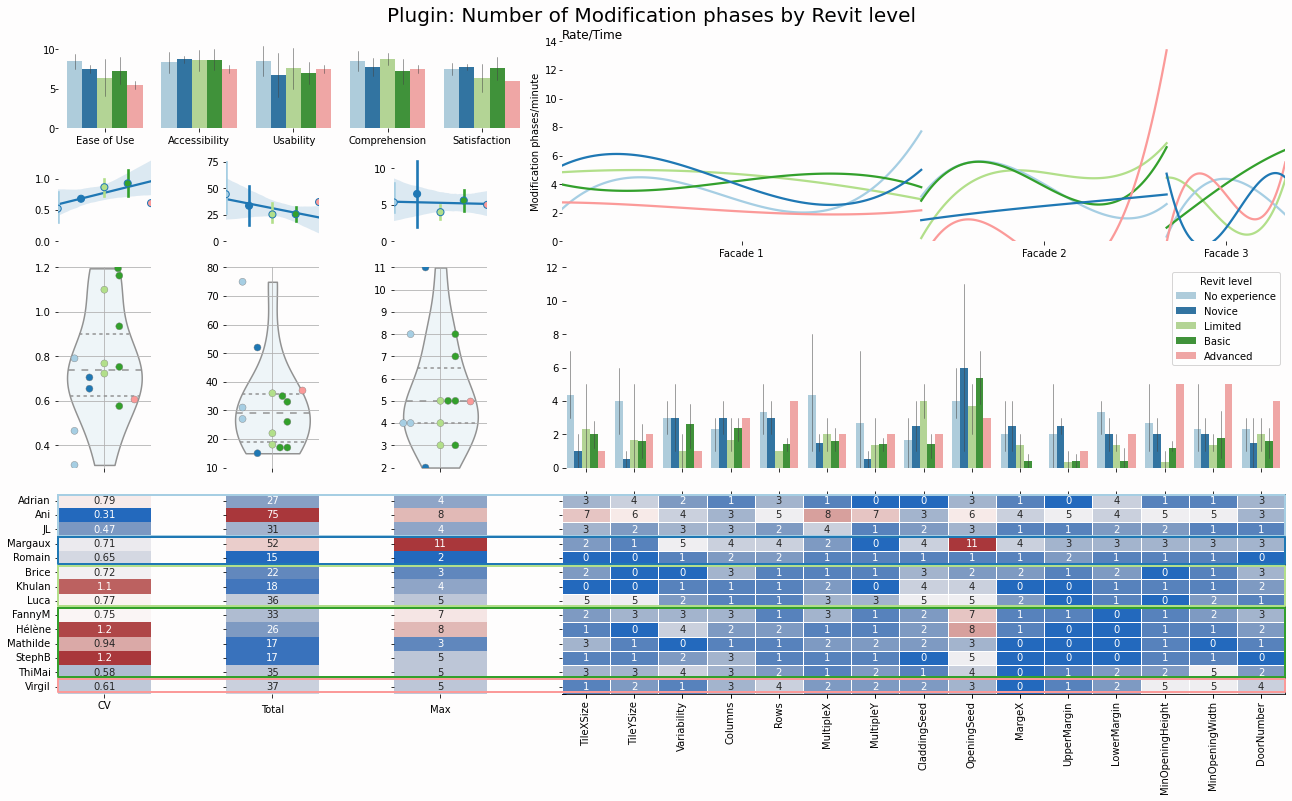 Plugin: Number of Modification phases by Revit level
10
5
0
Ease of Use Accessibility Usability Comprehension Satisfaction
Rate/Time
Modification phases/minute
14
12
10
8
6
4
2
0
Facade 1 Facade 2 Facade 3
1.0
0.5
0.0
75
50
25
0
10
5
0
1.2
1.0
0.8
0.6
0.4
80
70
60
50
40
30
20
10
11
10
9
8
7
6
5
4
3
2
12
10
8
6
4
2
0
Revit level
No experience
Novice
Limited
Basic
Advanced
Adrian 0.79 27 4 3 4 2 1 3 1 0 0 3 1 0 4 1 1 3
Ani 0.31 75 8 7 6 4 3 5 8 7 3 6 4 5 4 5 5 3
JL 0.47 31 4 3 2 3 3 2 4 1 2 3 1 1 2 2 1 1
Margaux 0.71 52 11 2 1 5 4 4 2 0 4 11 4 3 3 3 3 3
Romain 0.65 15 2 0 0 1 2 2 1 1 1 1 1 2 1 1 1 0
Brice 0.72 22 3 2 0 0 3 1 1 1 3 2 2 1 2 0 1 3
Khulan 1.1 18 4 0 0 1 1 1 2 0 4 4 0 0 1 1 1 2
Luca 0.77 36 5 5 5 2 1 1 3 3 5 5 2 0 1 0 2 1
FannyM 0.75 33 7 2 3 3 3 2 3 1 2 7 1 1 0 1 2 3
Hélène 1.2 26 8 1 0 4 2 2 1 1 2 8 1 0 0 1 1 2
Mathilde 0.94 17 3 1 1 1 1 1 2 2 2 3 0 0 0 1 0 1
StephB 1.2 17 5 1 1 2 3 1 1 1 0 5 0 0 0 1 1 0
ThiMai 0.58 35 5 3 3 4 3 1 2 1 2 4 0 1 2 2 5 2
Virgil 0.61 37 5 1 2 1 3 4 2 2 2 3 0 1 2 5 5 4
CV Total Max
TileXSize
TileYSize
Variability
Columns
Rows
MultipleX
MultipleY
CladdingSeed
OpeningSeed
MargeX
UpperMargin
LowerMargin
MinOpeningHeight
MinOpeningWidth
DoorNumber